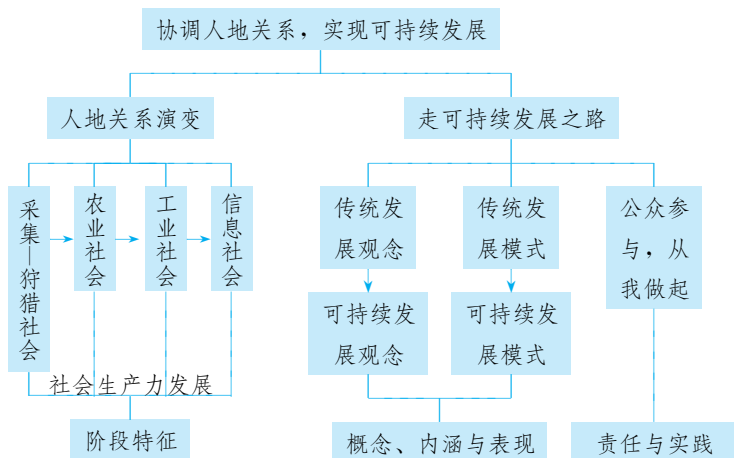 协调人地关系，实现可持续发展
人地关系演变
走可持续发展之路
采集—狩猎社会
农业社会
工业社会
信息社会
传统发
展观念
传统发
展模式
公众参
与，从
我做起
可持续发
展观念
可持续发
展模式
社会生产力发展
阶段特征
概念、内涵与表现
责任与实践